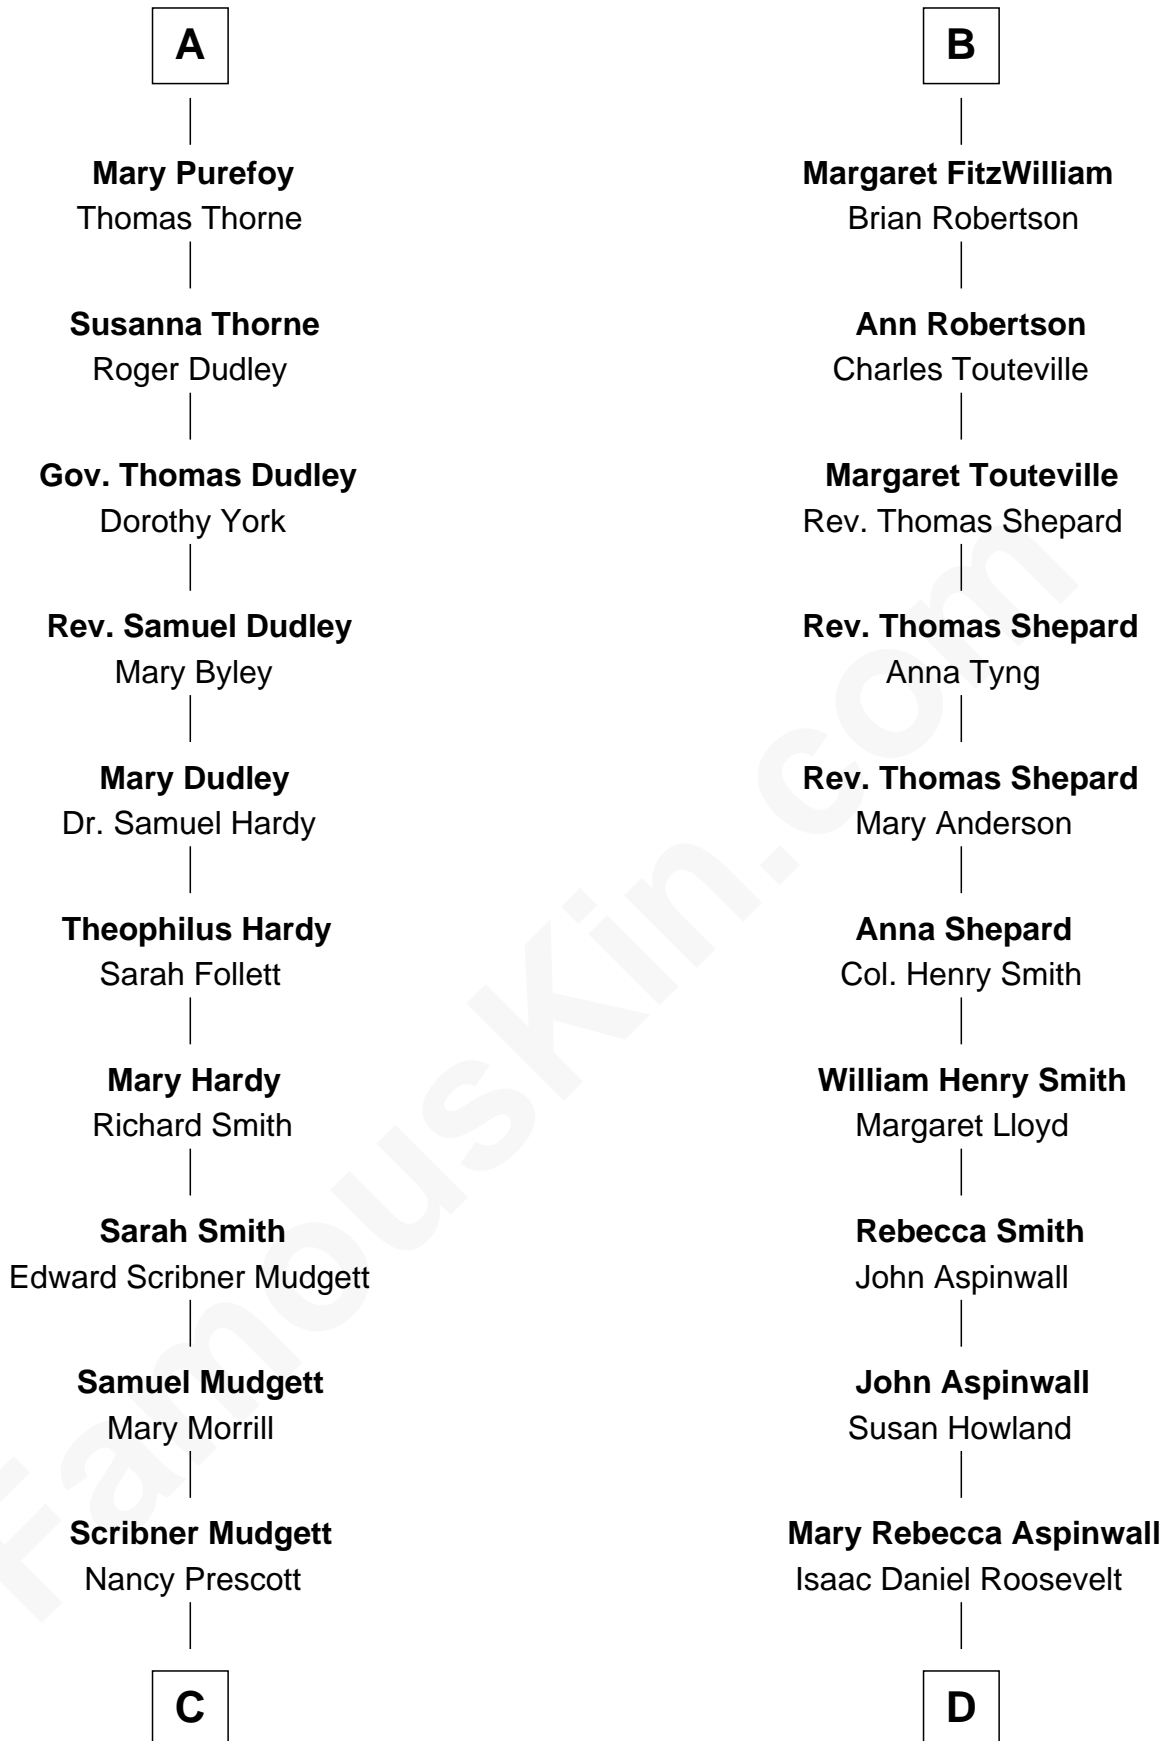 A
Mary Purefoy
Thomas Thorne
Susanna Thorne
Roger Dudley
Gov. Thomas Dudley
Dorothy York
Rev. Samuel Dudley
Mary Byley
Mary Dudley
Dr. Samuel Hardy
Theophilus Hardy
Sarah Follett
Mary Hardy
Richard Smith
Sarah Smith
Edward Scribner Mudgett
Samuel Mudgett
Mary Morrill
Scribner Mudgett
Nancy Prescott
C
B
Margaret FitzWilliam
Brian Robertson
Ann Robertson
Charles Touteville
Margaret Touteville
Rev. Thomas Shepard
Rev. Thomas Shepard
Anna Tyng
Rev. Thomas Shepard
Mary Anderson
Anna Shepard
Col. Henry Smith
William Henry Smith
Margaret Lloyd
Rebecca Smith
John Aspinwall
John Aspinwall
Susan Howland
Mary Rebecca Aspinwall
Isaac Daniel Roosevelt
D
FamousKin.com